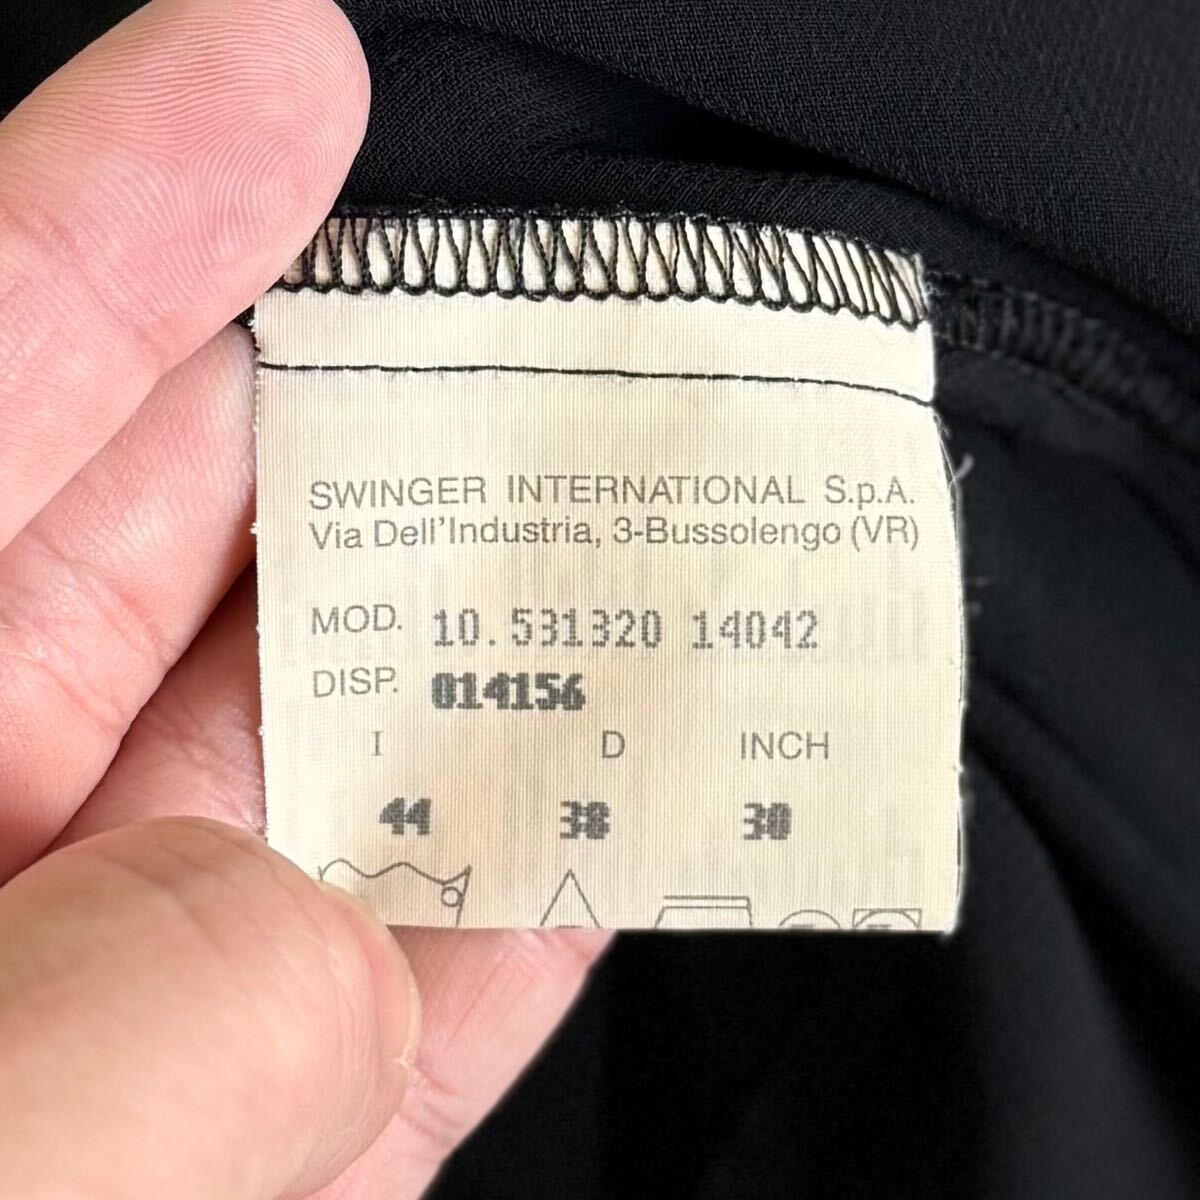 SWINGER INTERNATIONAL S.p.A.
Via Dell'Industria, 3-Bussolengo (VR)
MOD. 10.531320 14042
DISP. 014156
I D INCH
44 38 30